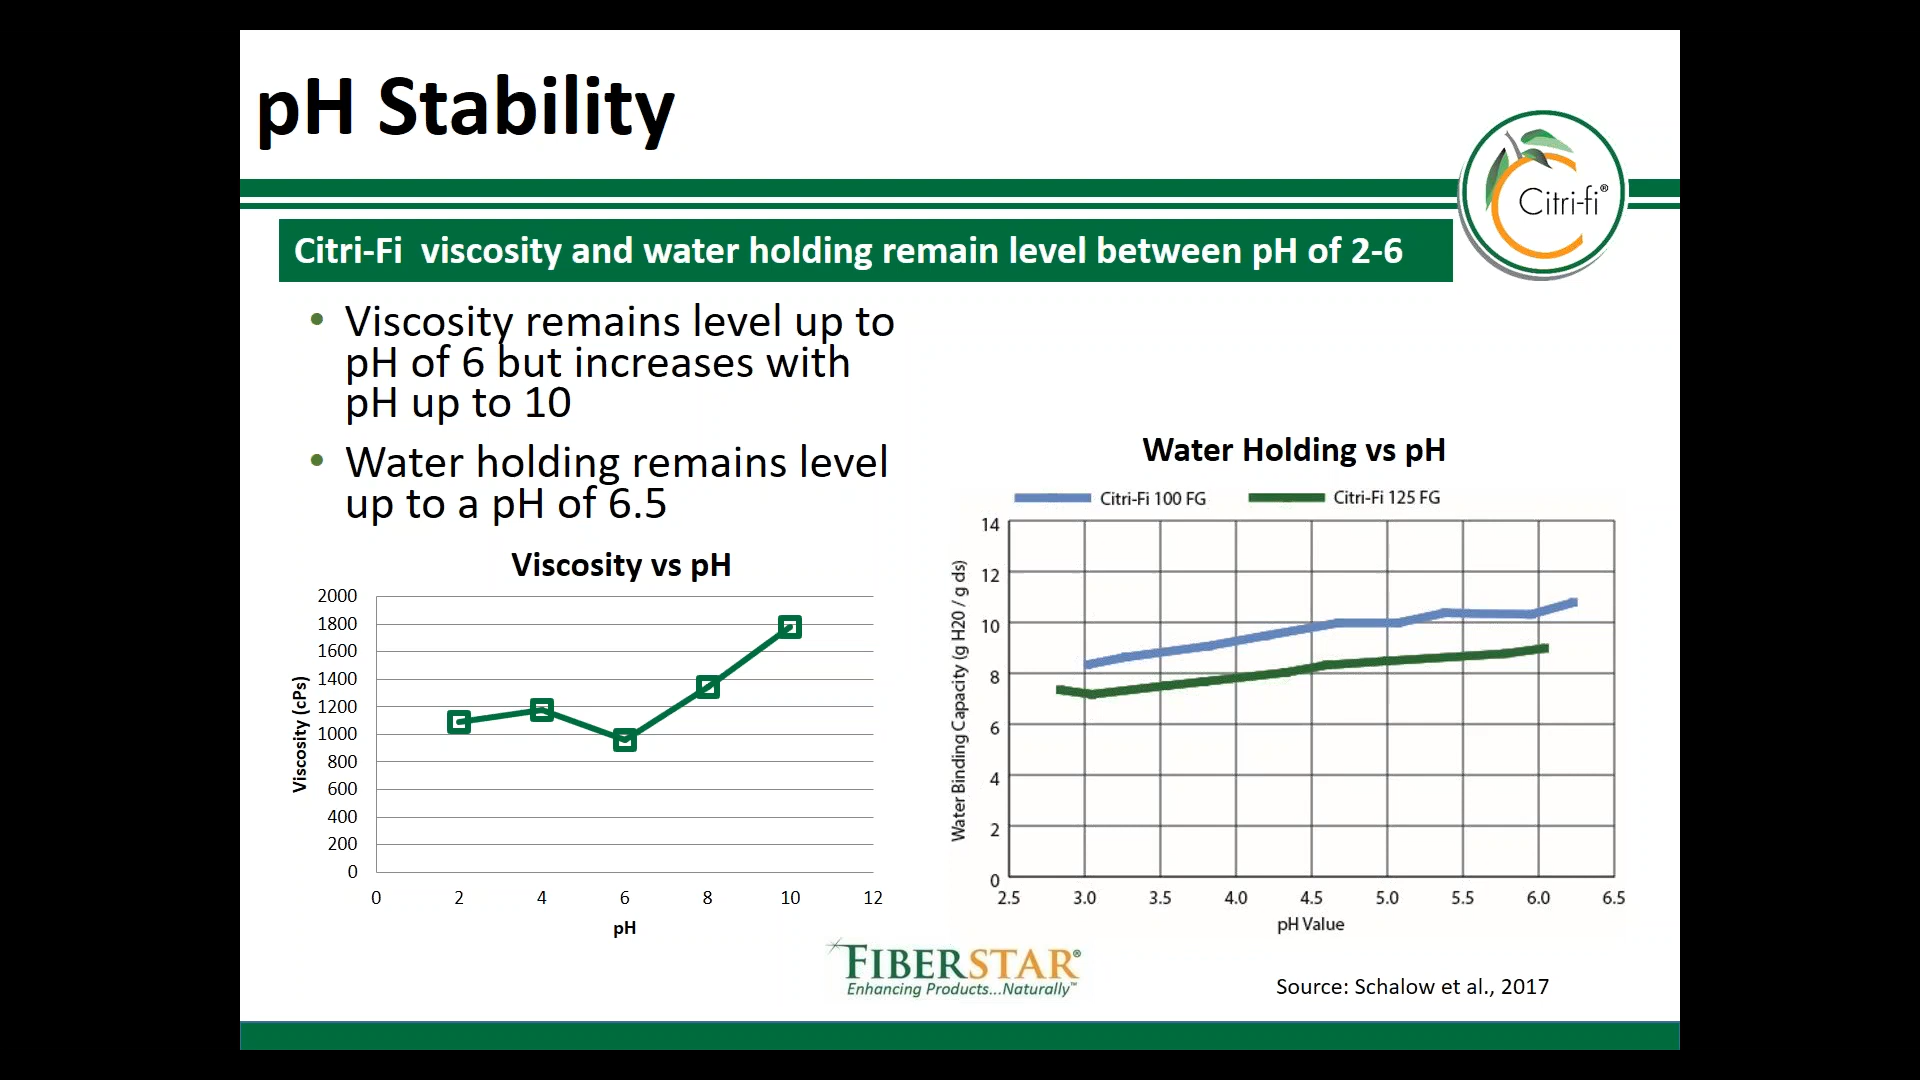 pH Stability
Citri-fi®
Citri-Fi  viscosity and water holding remain level between pH of 2-6
• Viscosity remains level up to
pH of 6 but increases with
pH up to 10
• Water holding remains level
up to a pH of 6.5
Viscosity vs pH
2000
1800
1600
1400
1200
1000
800
600
400
200
0
Viscosity (cPs)
0 2 4 6 8 10 12
pH
Water Holding vs pH
Citri-Fi 100 FG Citri-Fi 125 FG
14
12
10
8
6
4
2
0
Water Binding Capacity (g H20 / g ds)
2.5 3.0 3.5 4.0 4.5 5.0 5.5 6.0 6.5
pH Value
FIBERSTAR®
Enhancing Products...Naturally™
Source: Schalow et al., 2017